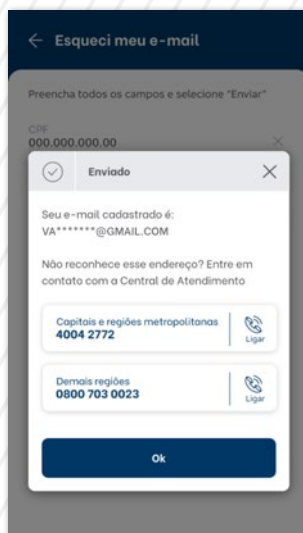 Esqueci meu e-mail
Preencha todos os campos e selecione "Enviar"
CPF
000.000.000.00
Enviado
Seu e-mail cadastrado é:
VA*******@GMAIL.COM
Não reconhece esse endereço? Entre em
contato com a Central de Atendimento
Capitais e regiões metropolitanas
4004 2772
Ligar
Demais regiões
0800 703 0023
Ligar
Ok